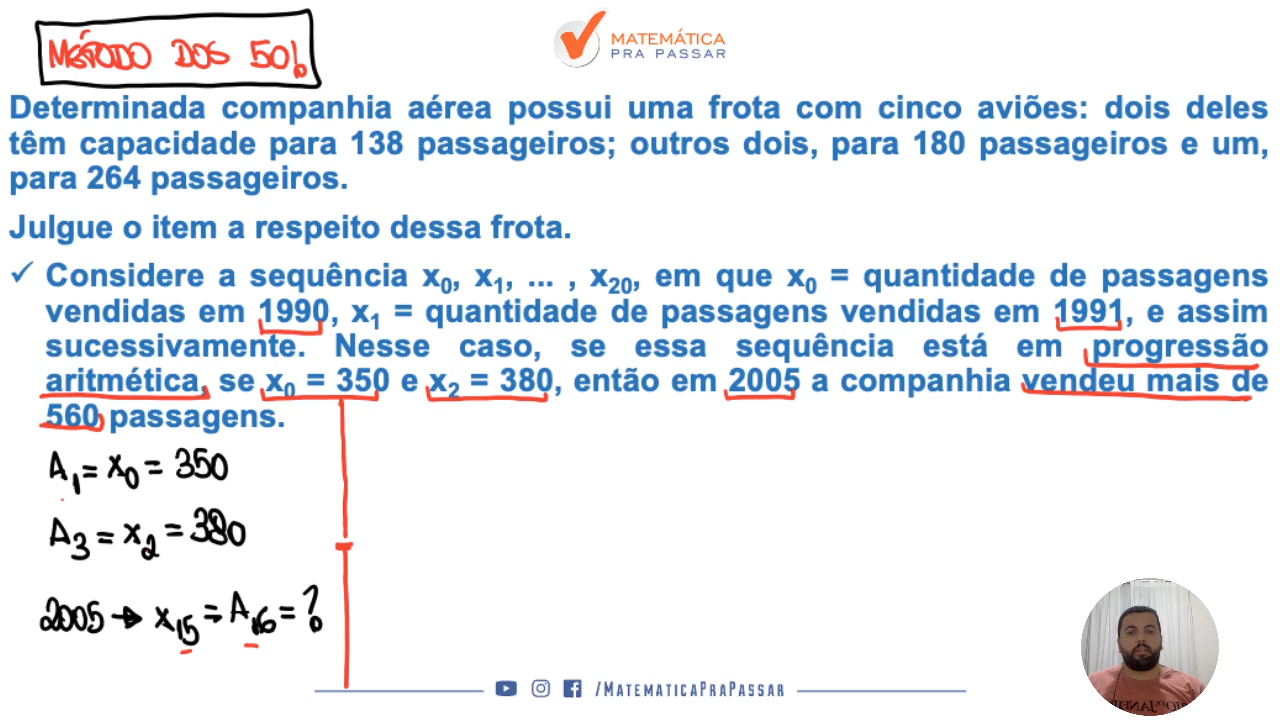 MÉTODO DOS 50!
MATEMÁTICA
PRA PASSAR
Determinada companhia aérea possui uma frota com cinco aviões: dois deles
têm capacidade para 138 passageiros; outros dois, para 180 passageiros e um,
para 264 passageiros.
Julgue o item a respeito dessa frota.
✓ Considere a sequência x₀, x₁, ... , x₂₀, em que x₀ = quantidade de passagens
vendidas em 1990, x₁ = quantidade de passagens vendidas em 1991, e assim
sucessivamente. Nesse caso, se essa sequência está em progressão
aritmética, se x₀ = 350 e x₂ = 380, então em 2005 a companhia vendeu mais de
560 passagens.
A₁ = x₀ = 350
A₃ = x₂ = 380
2005 → x₁₅ = A₁₆ = ?
/MatematicaPraPassar